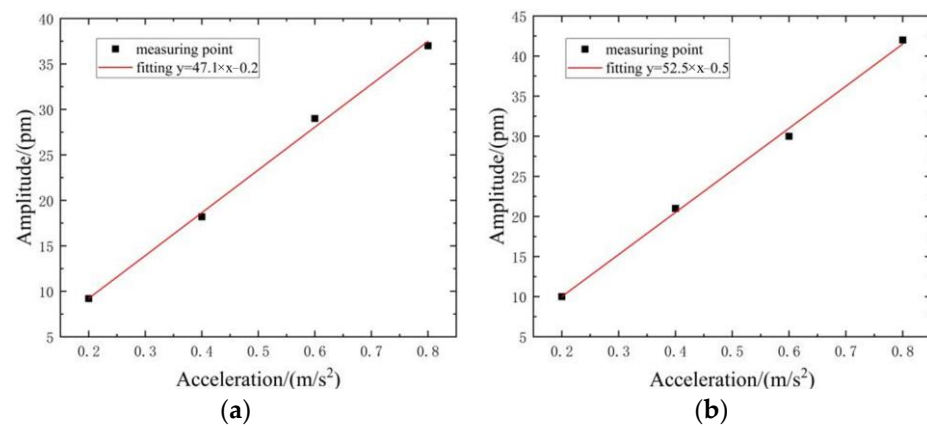 40
35
30
25
20
15
10
5
measuring point
fitting y=47.1×x–0.2
Amplitude/(pm)
0.2 0.3 0.4 0.5 0.6 0.7 0.8
Acceleration/(m/s²)
(a)
45
40
35
30
25
20
15
10
5
measuring point
fitting y=52.5×x–0.5
Amplitude/(pm)
0.2 0.3 0.4 0.5 0.6 0.7 0.8
Acceleration/(m/s²)
(b)